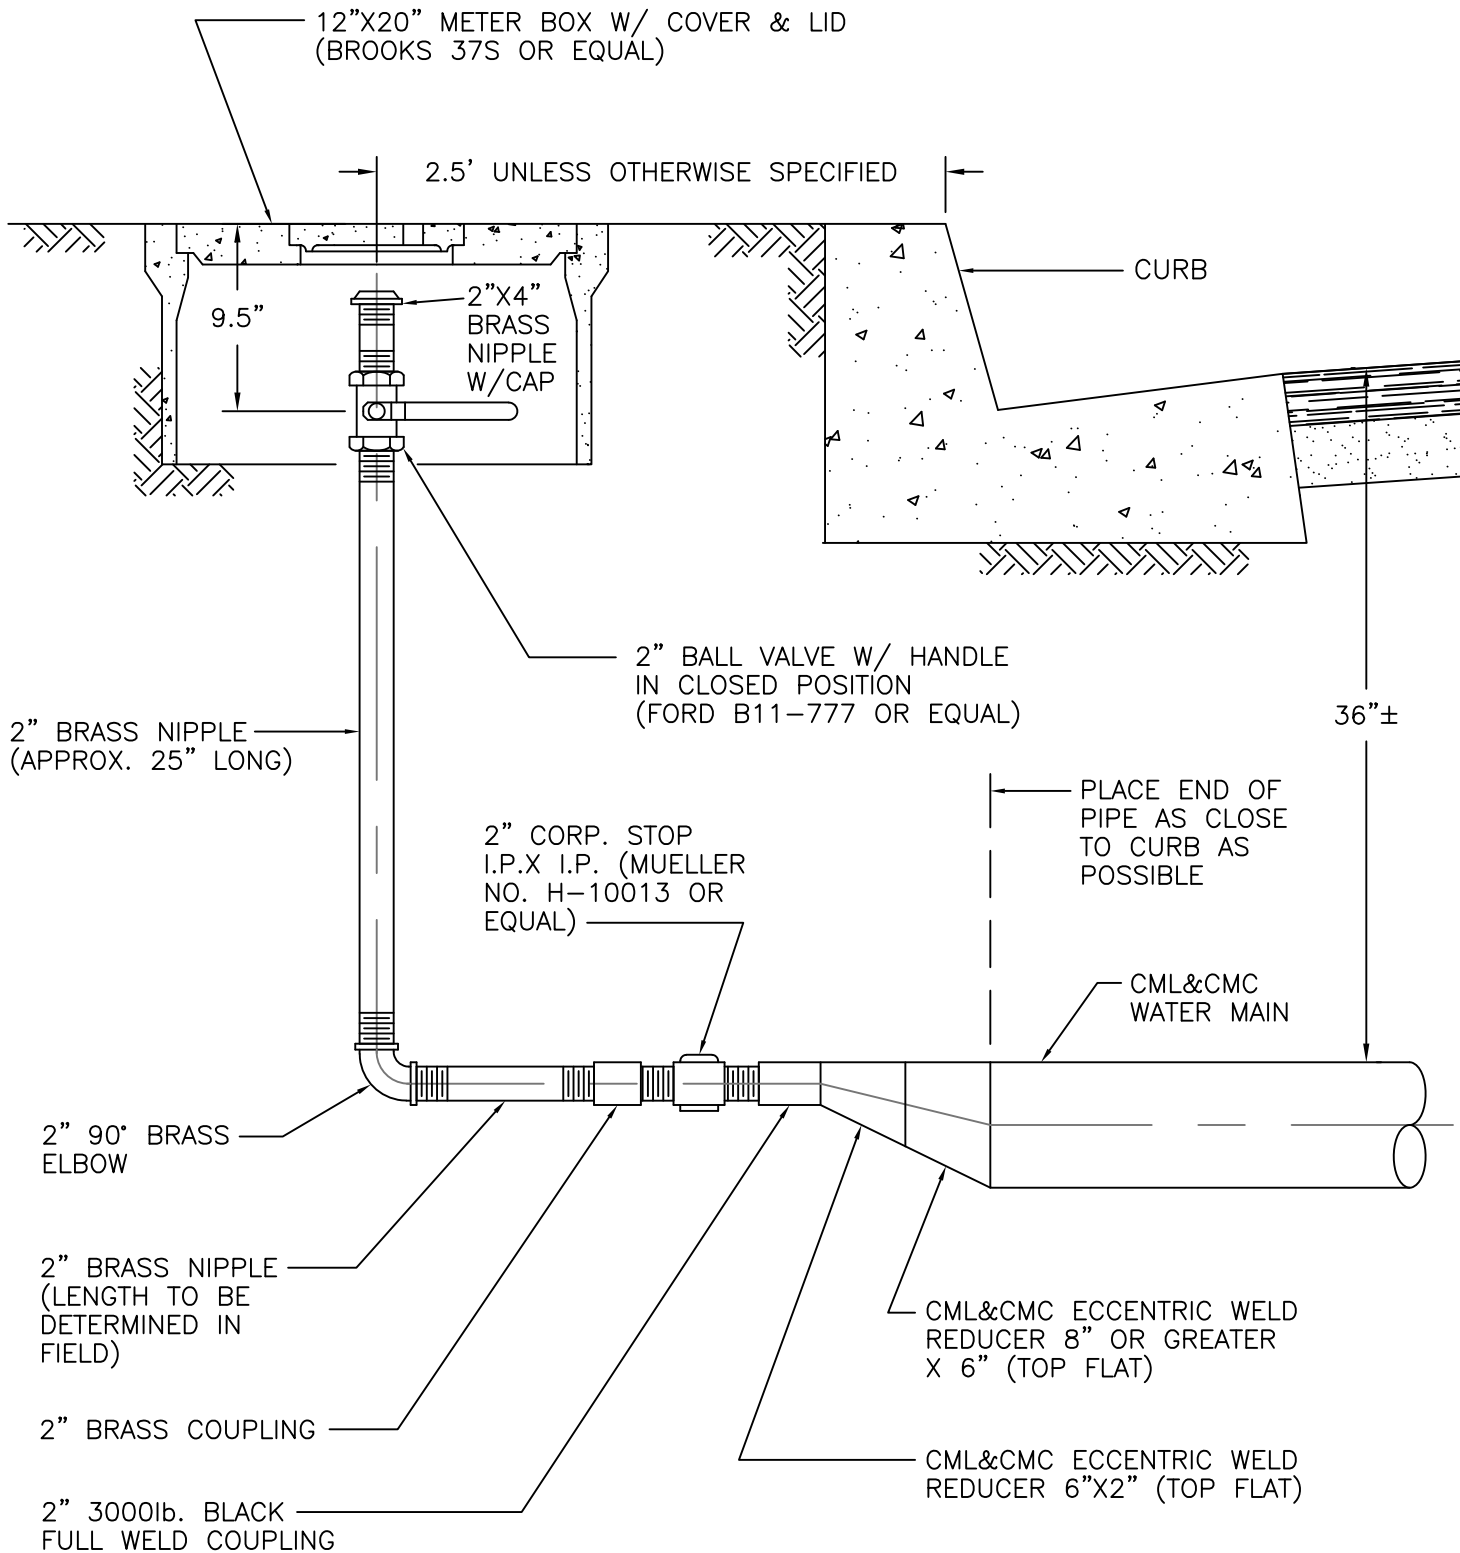 12"X20" METER BOX W/ COVER & LID
(BROOKS 37S OR EQUAL)
2.5' UNLESS OTHERWISE SPECIFIED
CURB
9.5"
2"X4"
BRASS
NIPPLE
W/CAP
2" BALL VALVE W/ HANDLE
IN CLOSED POSITION
(FORD B11-777 OR EQUAL)
36"±
2" BRASS NIPPLE
(APPROX. 25" LONG)
PLACE END OF
PIPE AS CLOSE
TO CURB AS
POSSIBLE
2" CORP. STOP
I.P.X I.P. (MUELLER
NO. H-10013 OR
EQUAL)
CML&CMC
WATER MAIN
2" 90° BRASS
ELBOW
2" BRASS NIPPLE
(LENGTH TO BE
DETERMINED IN
FIELD)
CML&CMC ECCENTRIC WELD
REDUCER 8" OR GREATER
X 6" (TOP FLAT)
2" BRASS COUPLING
CML&CMC ECCENTRIC WELD
REDUCER 6"X2" (TOP FLAT)
2" 3000lb. BLACK
FULL WELD COUPLING